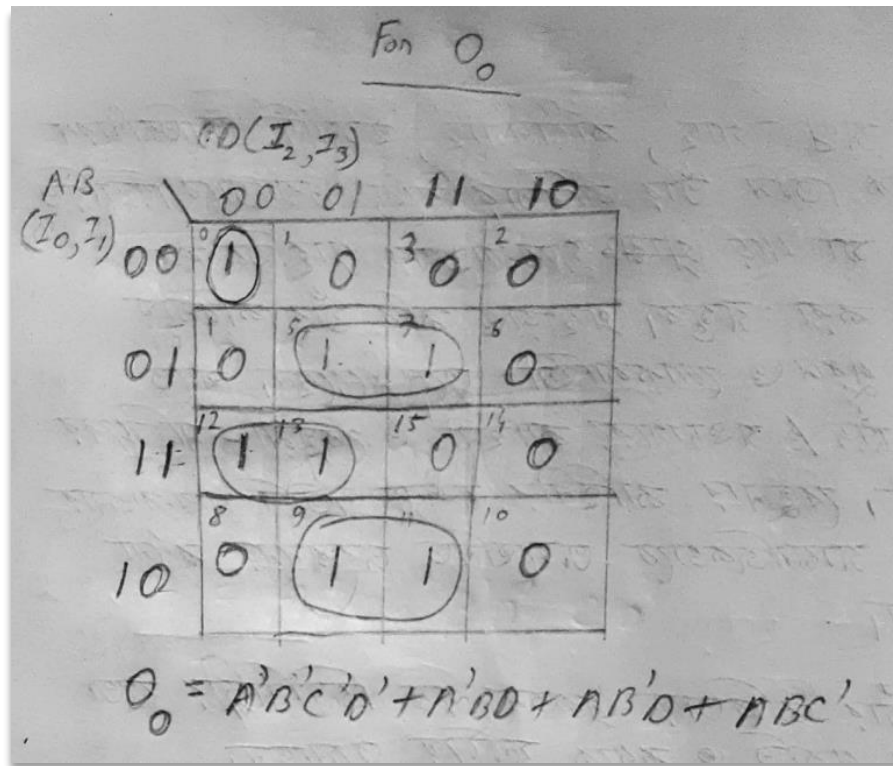 For O₀
CD(I₂,I₃)
AB
(I₀,I₁)
00 01 11 10
00 0 1 1 0 3 0 2 0
01 1 0 5 1 7 1 6 0
11 12 1 13 1 15 0 14 0
10 8 0 9 1 11 1 10 0
O₀ = A'B'C'D' + A'BD + AB'D + ABC'